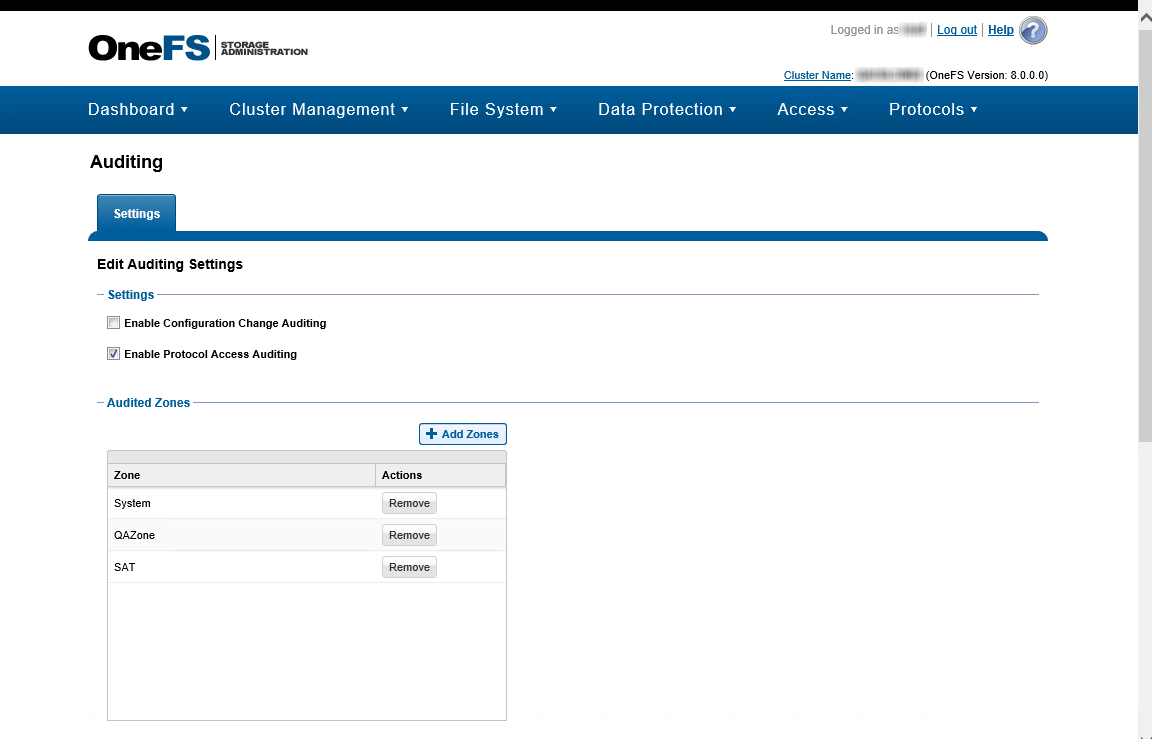 Logged in as
Log out
Help
?
OneFS
STORAGE
ADMINISTRATION
Cluster Name:
(OneFS Version: 8.0.0.0)
Dashboard
Cluster Management
File System
Data Protection
Access
Protocols
Auditing
Settings
Edit Auditing Settings
Settings
Enable Configuration Change Auditing
Enable Protocol Access Auditing
Audited Zones
+ Add Zones
Zone Actions
System Remove
QAZone Remove
SAT Remove